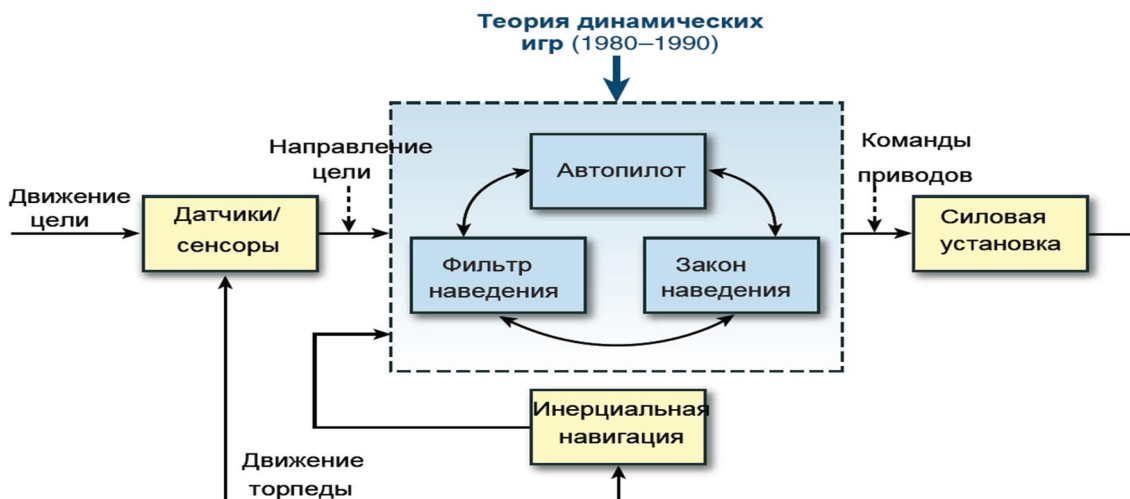 Теория динамических
игр (1980–1990)
Направление
цели
Команды
приводов
Автопилот
Движение
цели
Датчики/
сенсоры
Силовая
установка
Фильтр
наведения
Закон
наведения
Инерциальная
навигация
Движение
торпеды